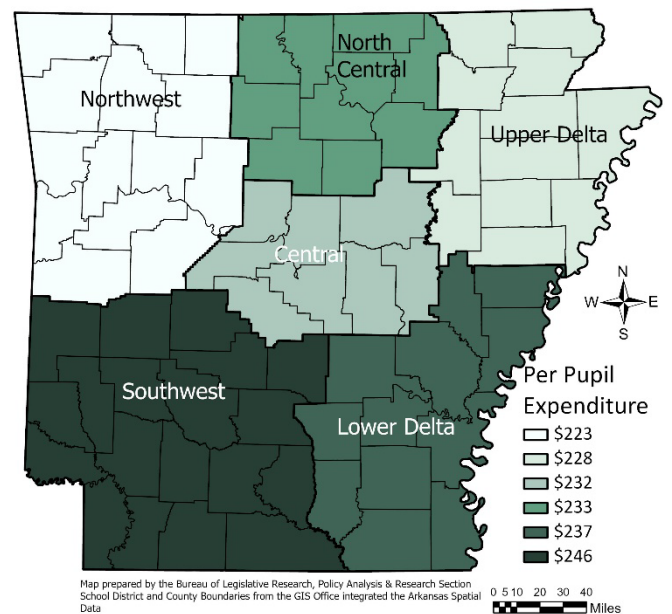 North
Central
Northwest
Upper Delta
Central
N
W E
S
Southwest
Lower Delta
Per Pupil
Expenditure
$223
$228
$232
$233
$237
$246
Map prepared by the Bureau of Legislative Research, Policy Analysis & Research Section
School District and County Boundaries from the GIS Office integrated the Arkansas Spatial
Data
0 5 10 20 30 40
Miles